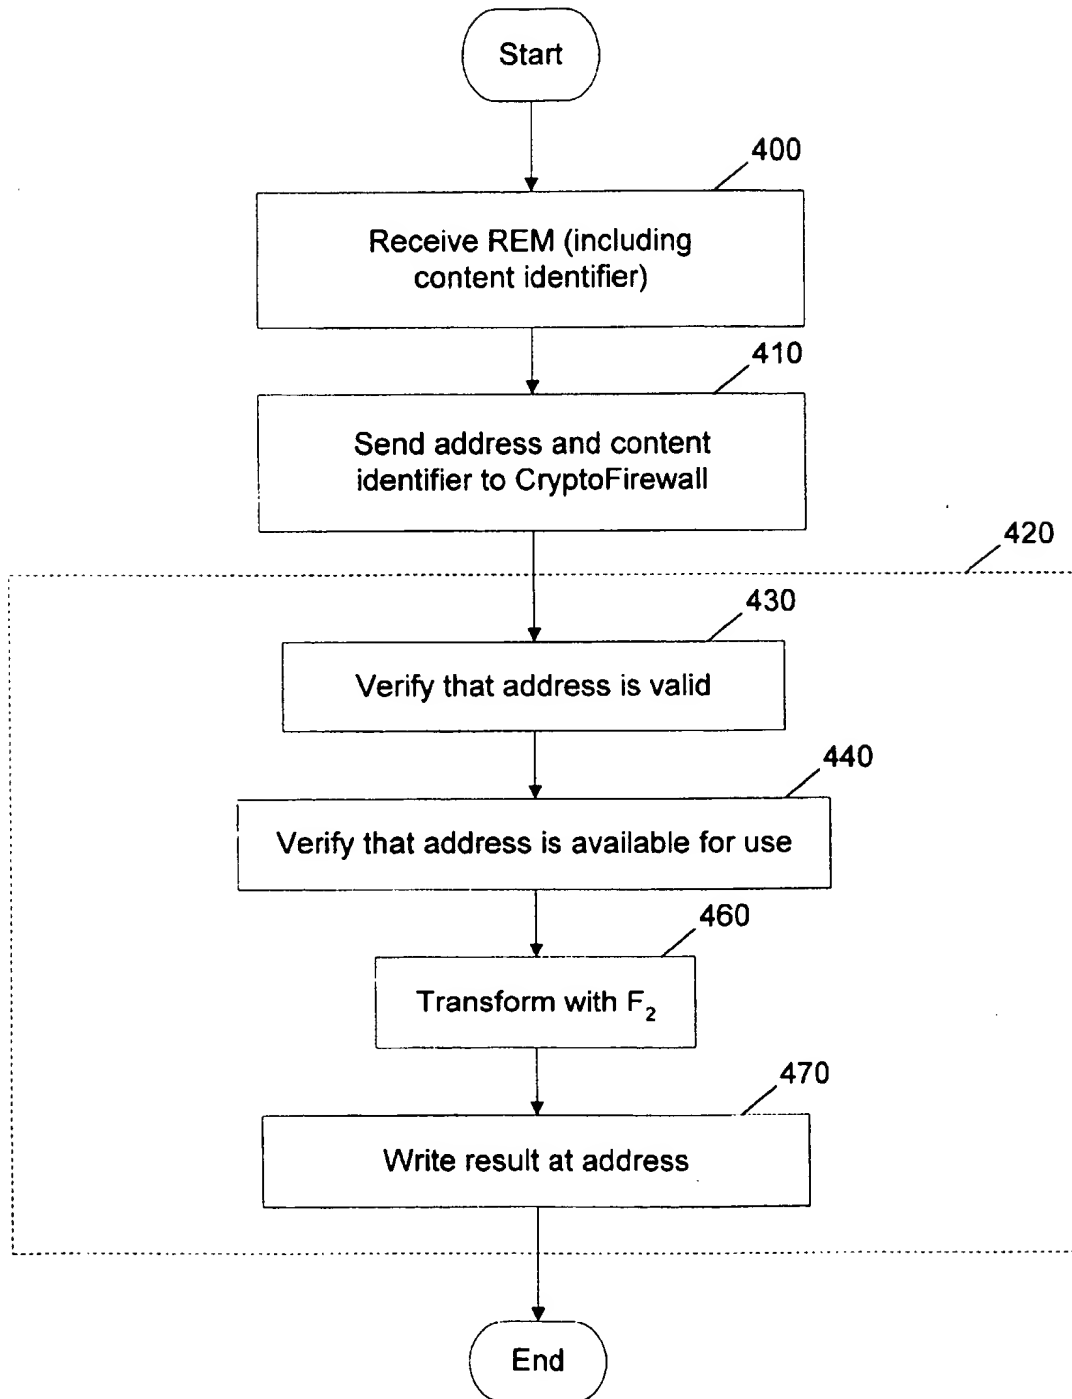 Start
400
Receive REM (including
content identifier)
410
Send address and content
identifier to CryptoFirewall
420
430
Verify that address is valid
440
Verify that address is available for use
460
Transform with F₂
470
Write result at address
End